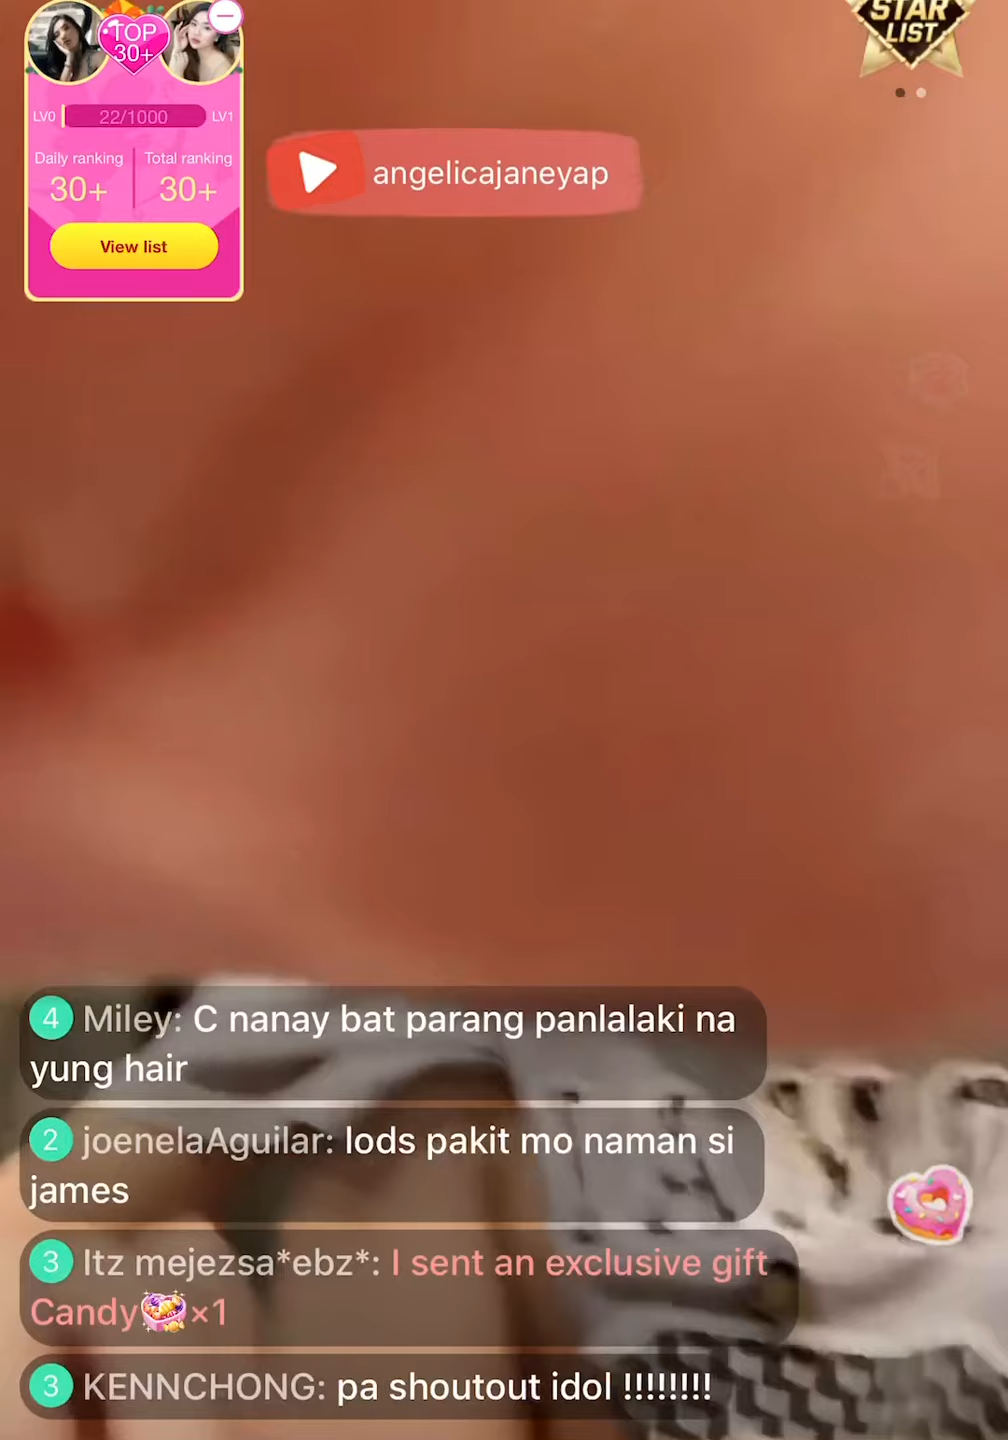 TOP
30+
STAR
LIST
LV0 22/1000 LV1
Daily ranking Total ranking
30+ 30+
View list
angelicajaneyap
4 Miley: C nanay bat parang panlalaki na
yung hair
2 joenelaAguilar: lods pakit mo naman si
james
3 Itz mejezsa*ebz*: I sent an exclusive gift
Candy ×1
3 KENNCHONG: pa shoutout idol !!!!!!!!